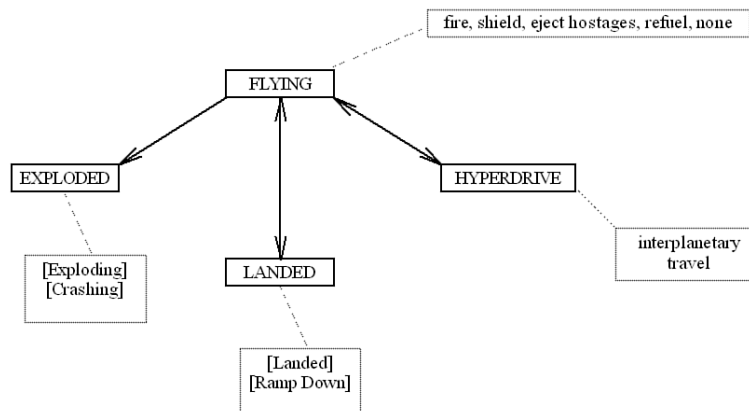 fire, shield, eject hostages, refuel, none
FLYING
EXPLODED
HYPERDRIVE
[Exploding]
[Crashing]
LANDED
interplanetary
travel
[Landed]
[Ramp Down]